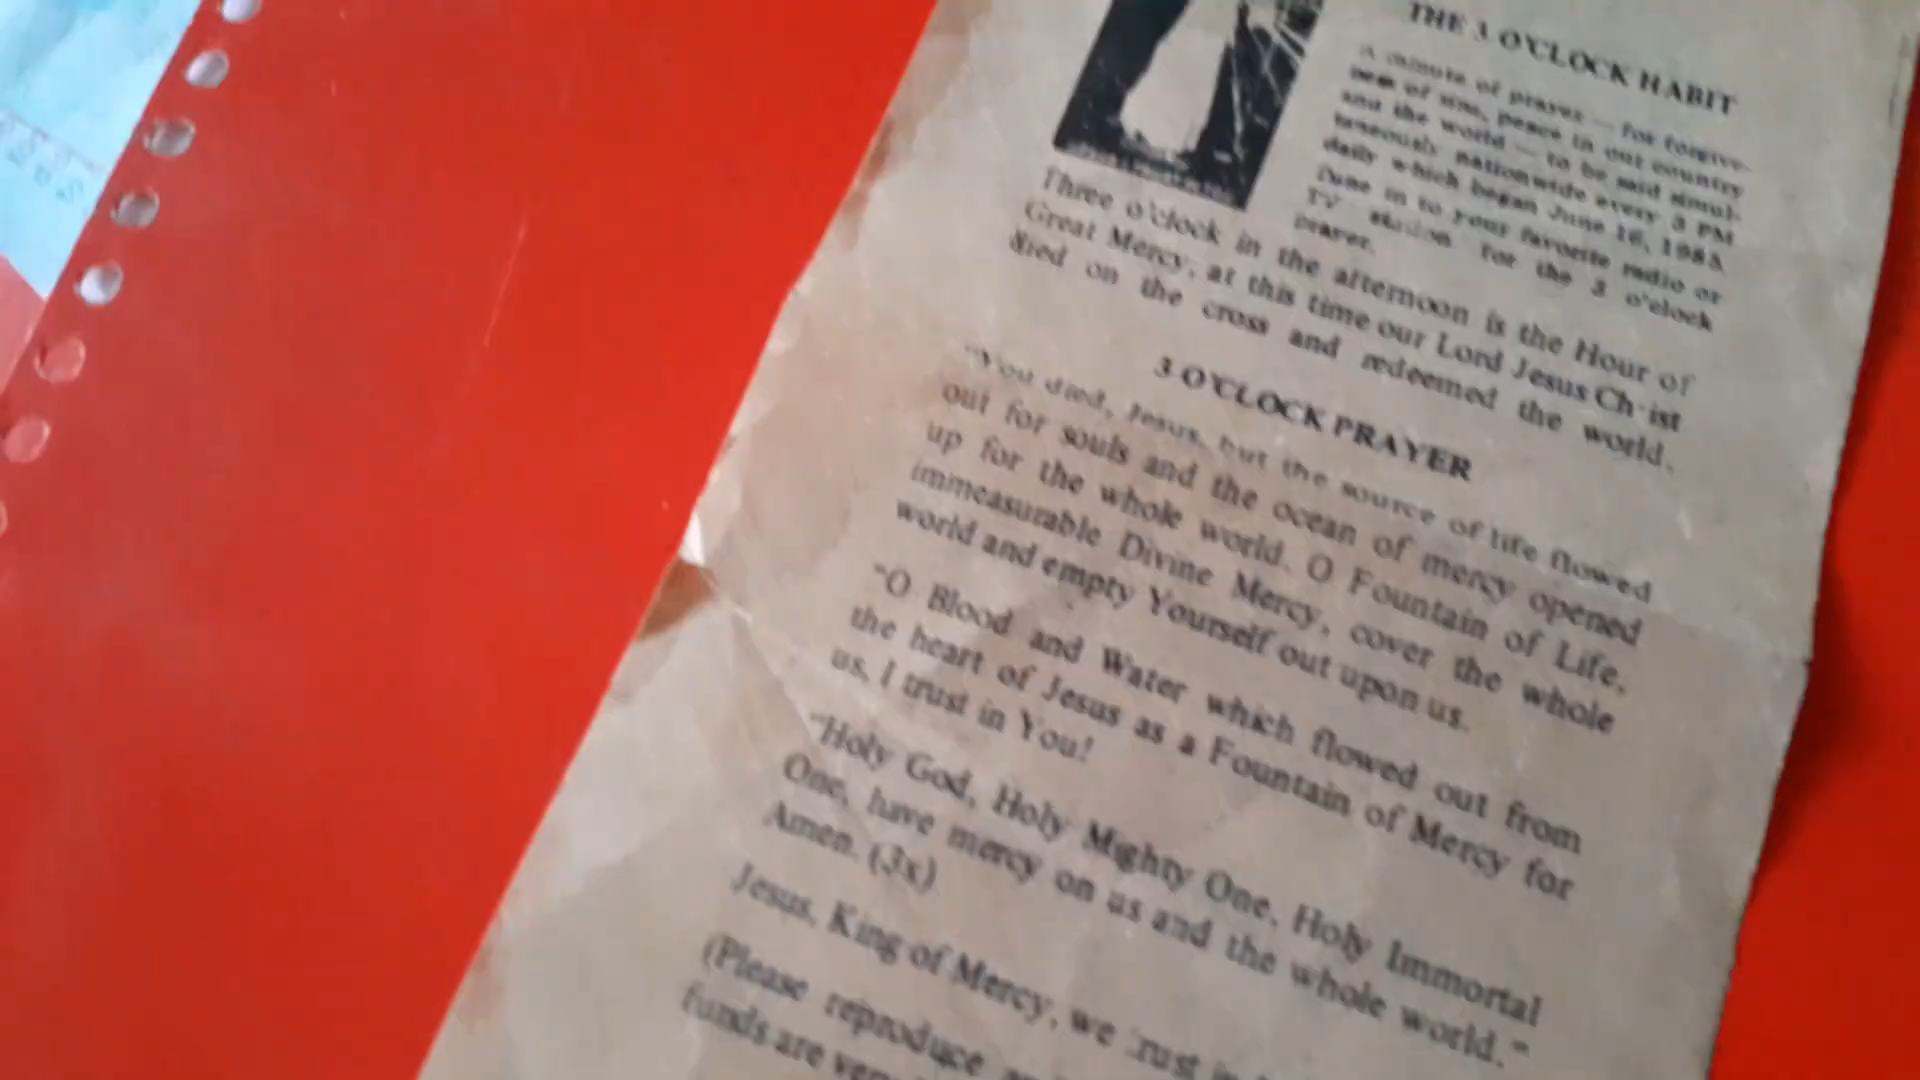 THE 3 O'CLOCK HABIT
A minute of prayer — for forgive-
ness of sins, peace in our country
and the world — to be said simul-
taneously nationwide every 3 PM
daily which began June 16, 1985.
Tune in to your favorite radio or
TV station for the 3 o'clock
prayer.
Three o'clock in the afternoon is the Hour of
Great Mercy, at this time our Lord Jesus Ch ist
died on the cross and redeemed the world.
3 O'CLOCK PRAYER
"You died, Jesus, but the source of life flowed
out for souls and the ocean of mercy opened
up for the whole world. O Fountain of Life,
immeasurable Divine Mercy, cover the whole
world and empty Yourself out upon us.
"O Blood and Water which flowed out from
the heart of Jesus as a Fountain of Mercy for
us, I trust in You!
"Holy God, Holy Mighty One, Holy Immortal
One, have mercy on us and the whole world."
Amen. (3x)
Jesus, King of Mercy, we trust in
(Please reproduce
funds are